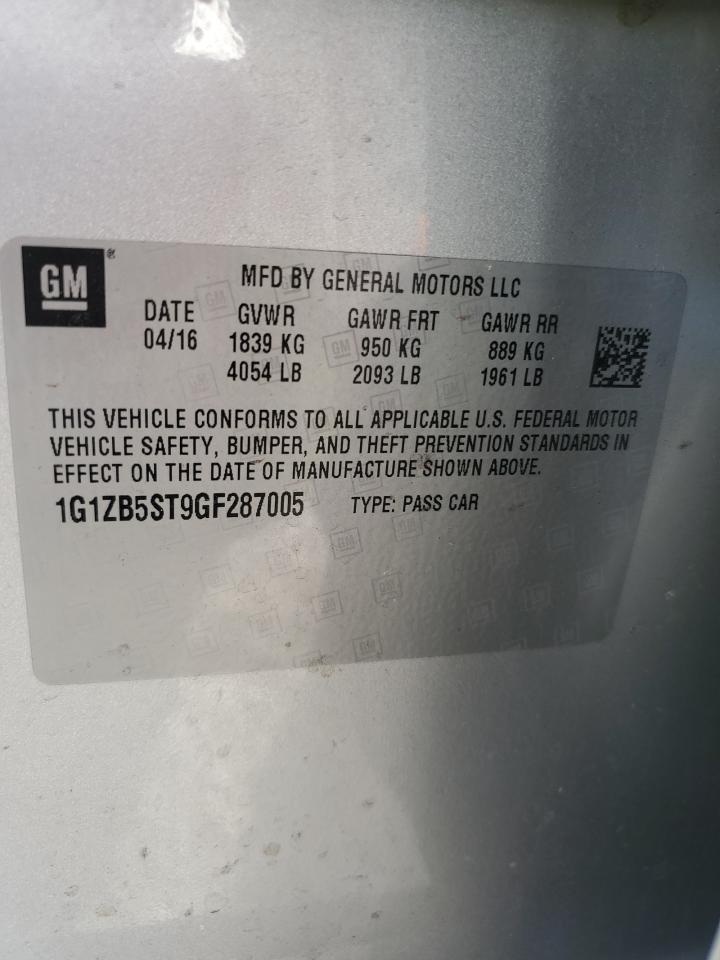 GM®
MFD BY GENERAL MOTORS LLC
DATE GVWR GAWR FRT GAWR RR
04/16 1839 KG 950 KG 889 KG
4054 LB 2093 LB 1961 LB
THIS VEHICLE CONFORMS TO ALL APPLICABLE U.S. FEDERAL MOTOR
VEHICLE SAFETY, BUMPER, AND THEFT PREVENTION STANDARDS IN
EFFECT ON THE DATE OF MANUFACTURE SHOWN ABOVE.
1G1ZB5ST9GF287005 TYPE: PASS CAR